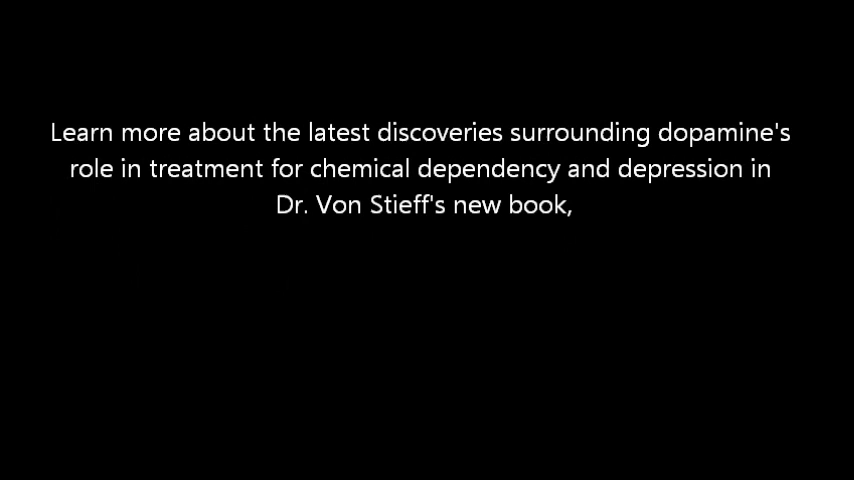 Learn more about the latest discoveries surrounding dopamine's
role in treatment for chemical dependency and depression in
Dr. Von Stieff's new book,